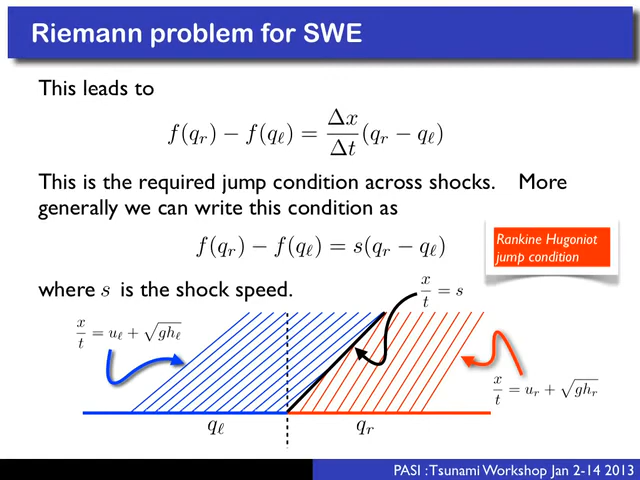 Riemann problem for SWE
This leads to
f(q_r) − f(q_ℓ) = Δx/Δt (q_r − q_ℓ)
This is the required jump condition across shocks. More
generally we can write this condition as
f(q_r) − f(q_ℓ) = s(q_r − q_ℓ)
Rankine Hugoniot
jump condition
where s is the shock speed.
x/t = s
x/t = u_ℓ + √(gh_ℓ)
x/t = u_r + √(gh_r)
q_ℓ
q_r
PASI : Tsunami Workshop Jan 2-14 2013